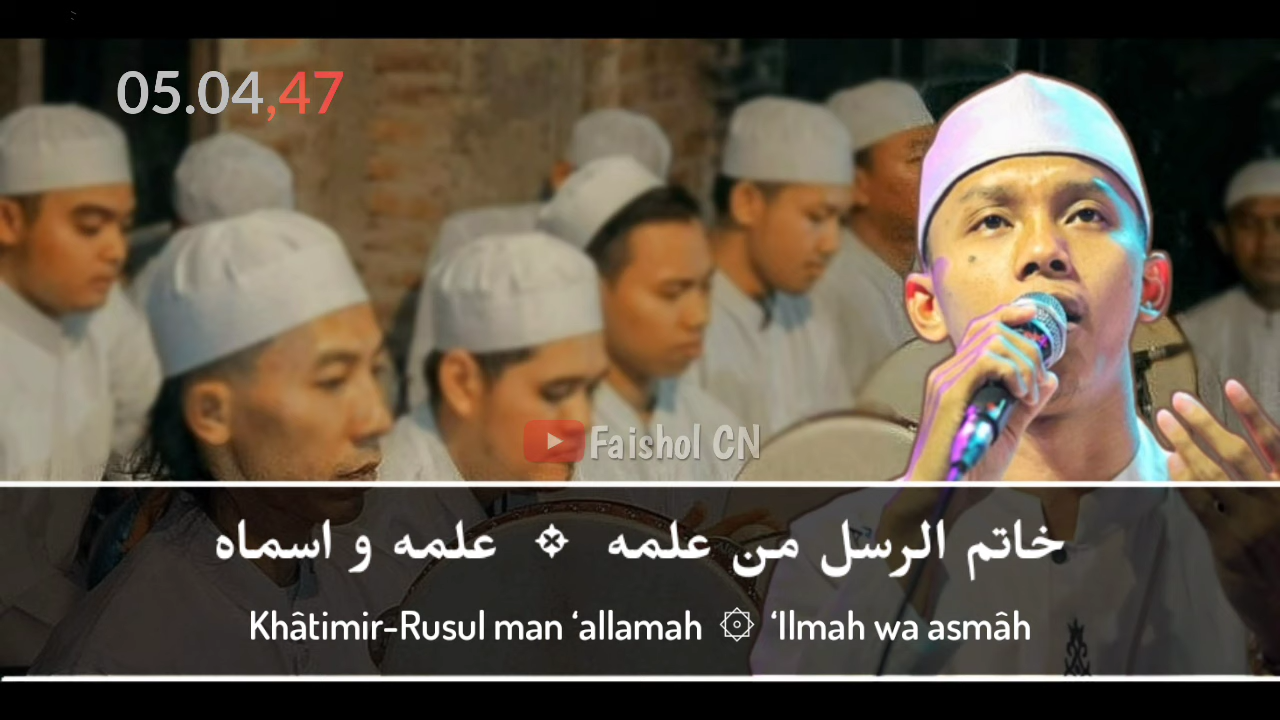 05.04,47
Faishol CN
خاتم الرسل من علمه ۞ علمه و اسماه
Khâtimir-Rusul man ‘allamah ۞ ‘Ilmah wa asmâh